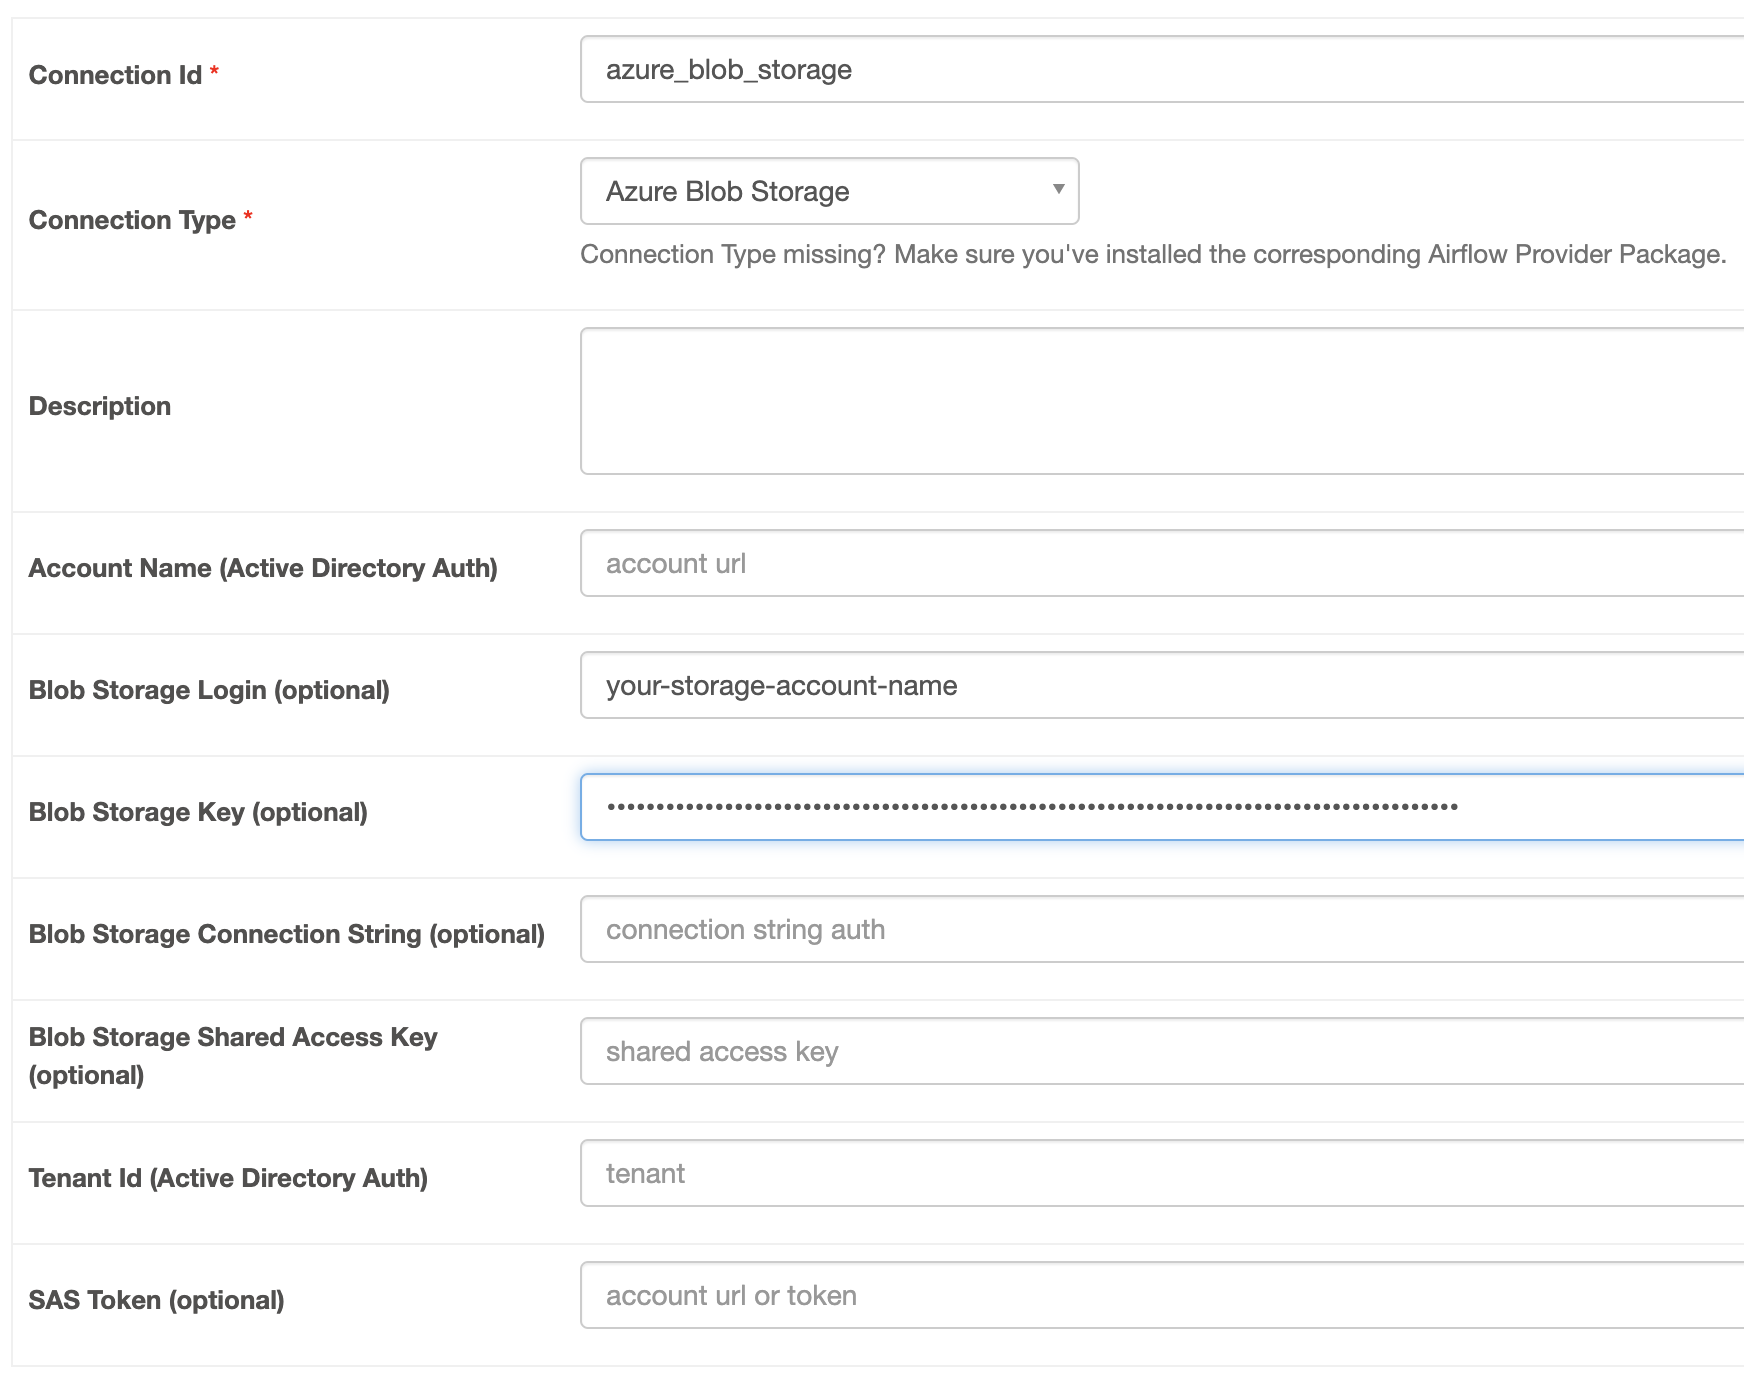 Connection Id *
azure_blob_storage
Connection Type *
Azure Blob Storage
Connection Type missing? Make sure you've installed the corresponding Airflow Provider Package.
Description
Account Name (Active Directory Auth)
account url
Blob Storage Login (optional)
your-storage-account-name
Blob Storage Key (optional)
Blob Storage Connection String (optional)
connection string auth
Blob Storage Shared Access Key
(optional)
shared access key
Tenant Id (Active Directory Auth)
tenant
SAS Token (optional)
account url or token